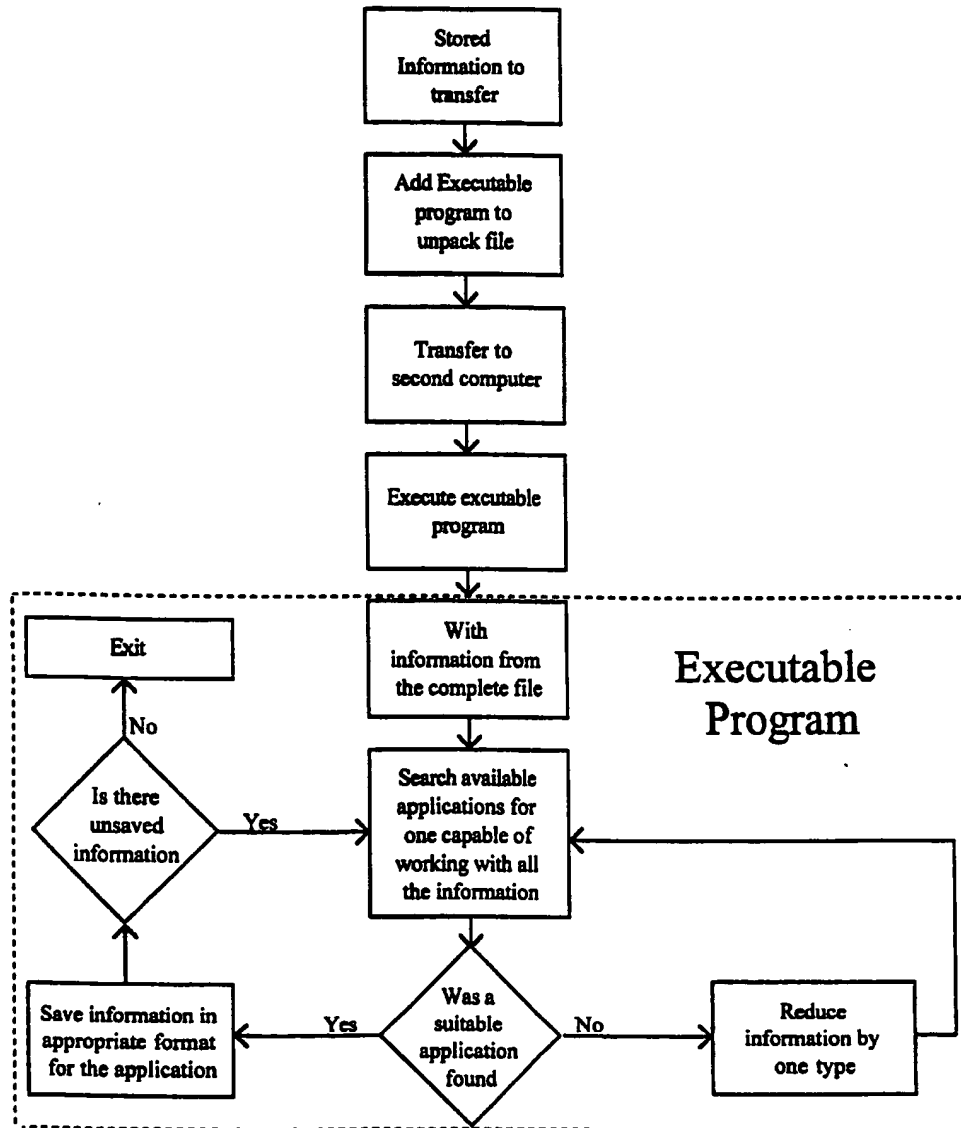 Stored
Information to
transfer
Add Executable
program to
unpack file
Transfer to
second computer
Execute excutable
program
With
information from
the complete file
Executable
Program
Exit
No
Is there
unsaved
information
Yes
Search available
applications for
one capable of
working with all
the information
Save information in
appropriate format
for the application
Yes
Was a
suitable
application
found
No
Reduce
information by
one type